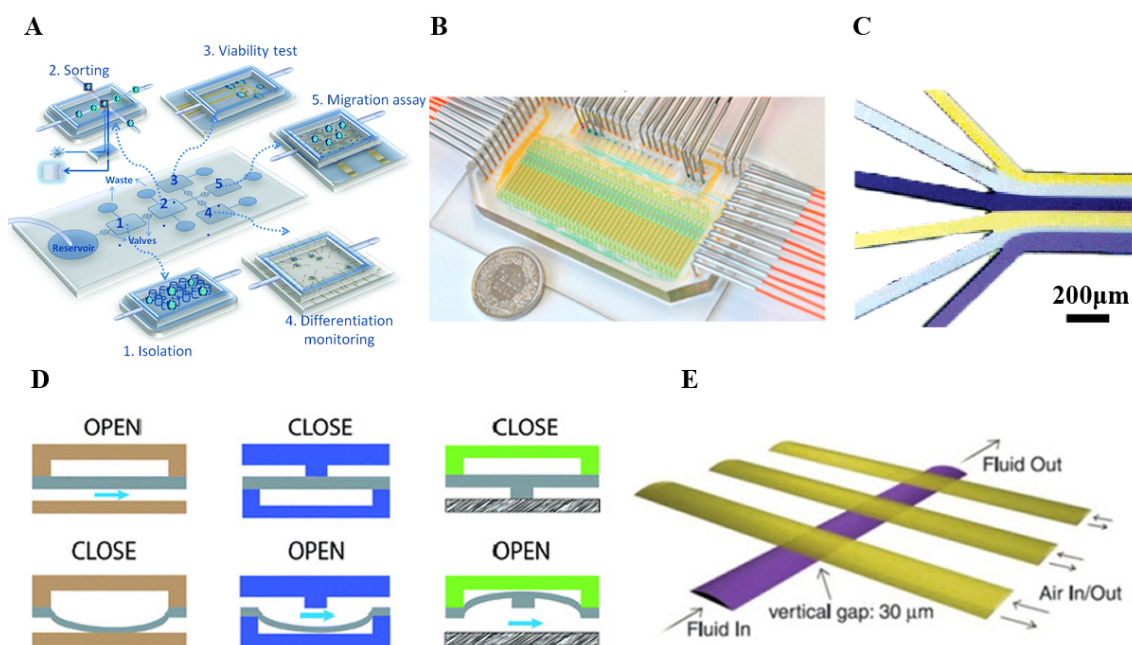 A
B
C
3. Viability test
2. Sorting
5. Migration assay
Waste
3
5
2
1
4
Reservoir
Valves
4. Differentiation
monitoring
1. Isolation
200μm
D
E
OPEN
CLOSE
CLOSE
CLOSE
OPEN
OPEN
Fluid Out
Air In/Out
vertical gap: 30 μm
Fluid In